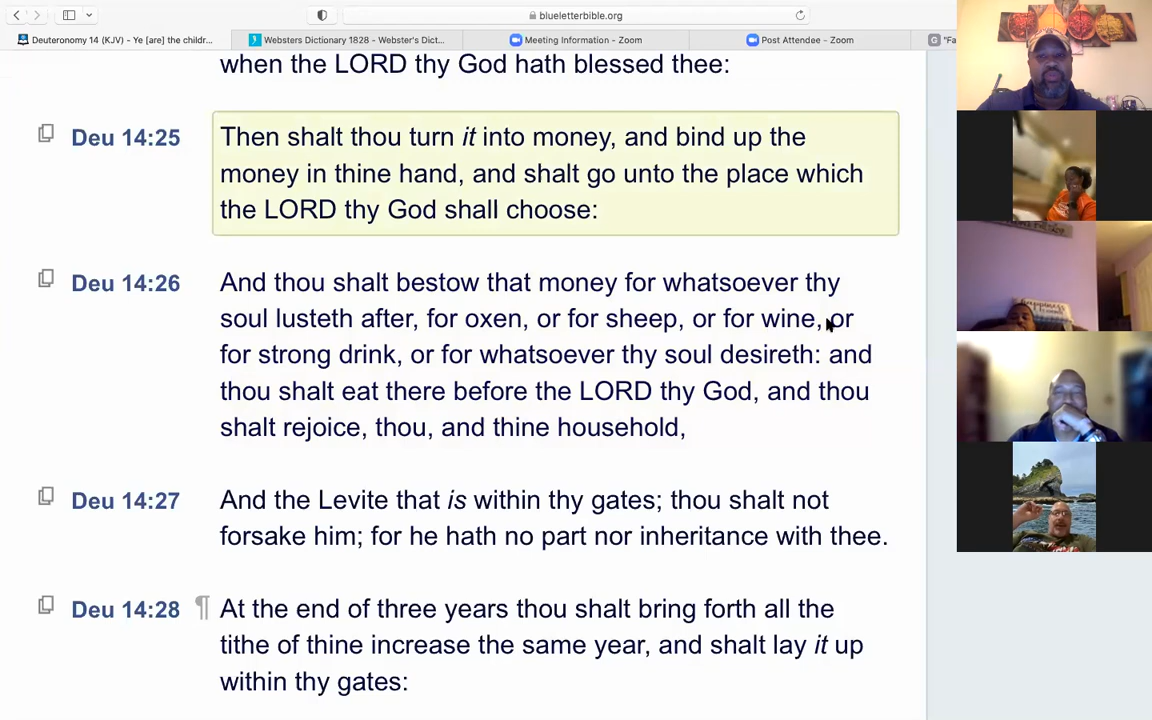 blueletterbible.org
Deuteronomy 14 (KJV) - Ye [are] the childr...
Websters Dictionary 1828 - Webster's Dict...
Meeting Information - Zoom
Post Attendee - Zoom
G "Fa
when the LORD thy God hath blessed thee:
Deu 14:25 Then shalt thou turn it into money, and bind up the
money in thine hand, and shalt go unto the place which
the LORD thy God shall choose:
Deu 14:26 And thou shalt bestow that money for whatsoever thy
soul lusteth after, for oxen, or for sheep, or for wine, or
for strong drink, or for whatsoever thy soul desireth: and
thou shalt eat there before the LORD thy God, and thou
shalt rejoice, thou, and thine household,
Deu 14:27 And the Levite that is within thy gates; thou shalt not
forsake him; for he hath no part nor inheritance with thee.
Deu 14:28 ¶ At the end of three years thou shalt bring forth all the
tithe of thine increase the same year, and shalt lay it up
within thy gates: